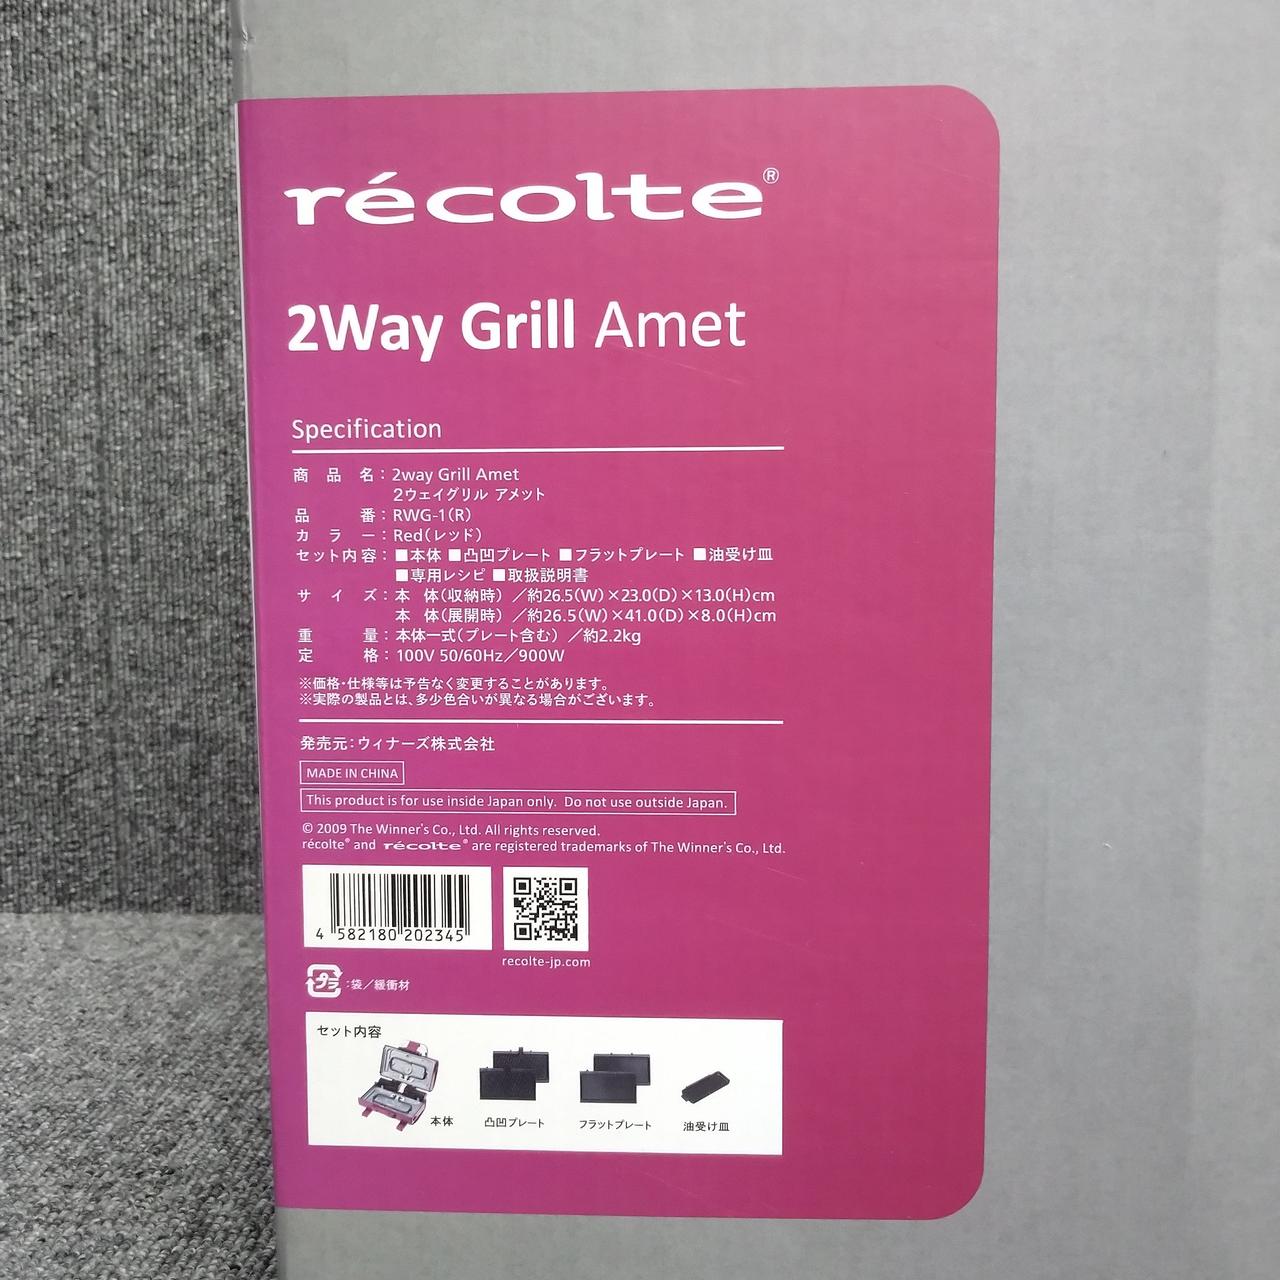 récolte®
2Way Grill Amet
Specification
商品名：2way Grill Amet
2ウェイグリル アメット
品番：RWG-1（R）
カラー：Red（レッド）
セット内容：■本体 ■凸凹プレート ■フラットプレート ■油受け皿
■専用レシピ ■取扱説明書
サイズ：本体（収納時）／約26.5（W）×23.0（D）×13.0（H）cm
本体（展開時）／約26.5（W）×41.0（D）×8.0（H）cm
重量：本体一式（プレート含む）／約2.2kg
定格：100V 50/60Hz／900W
※価格・仕様等は予告なく変更することがあります。
※実際の製品とは、多少色合いが異なる場合がございます。
発売元：ウィナーズ株式会社
MADE IN CHINA
This product is for use inside Japan only. Do not use outside Japan.
© 2009 The Winner's Co., Ltd. All rights reserved.
récolte® and récolte® are registered trademarks of The Winner's Co., Ltd.
4 582180 202345
recolte-jp.com
プラ：袋／緩衝材
セット内容
本体 凸凹プレート フラットプレート 油受け皿